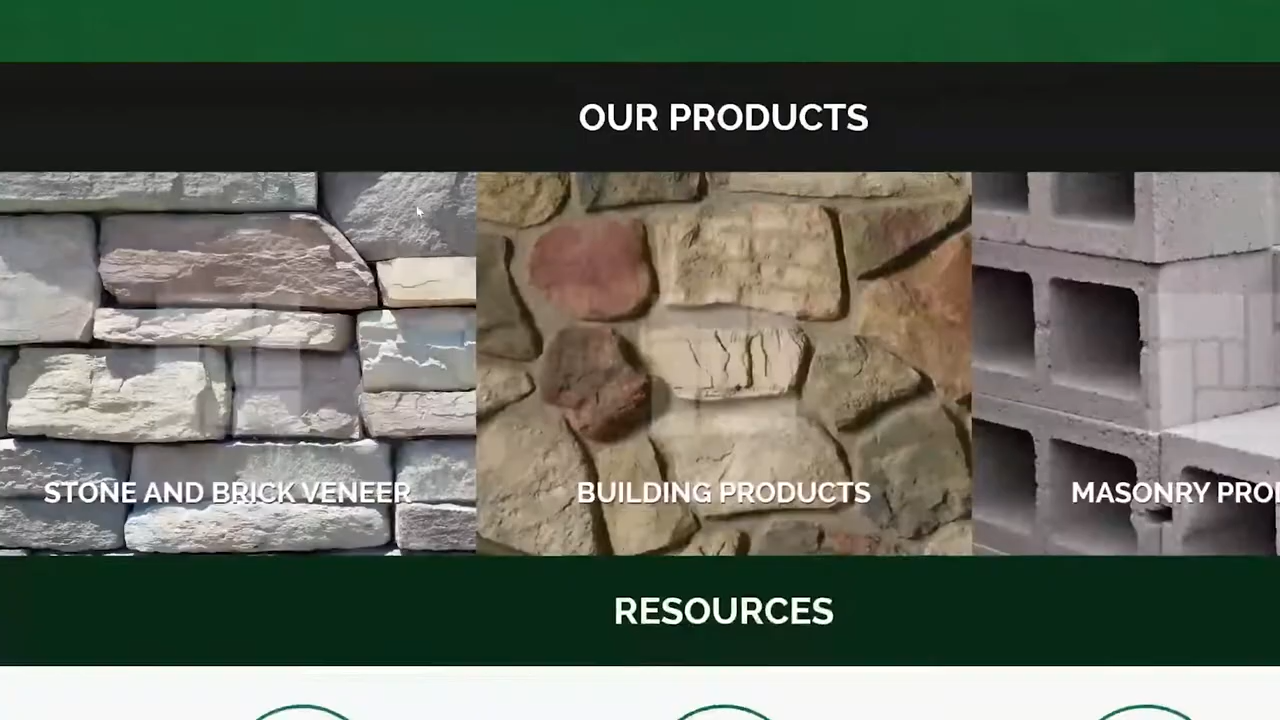 OUR PRODUCTS
STONE AND BRICK VENEER
BUILDING PRODUCTS
MASONRY
RESOURCES